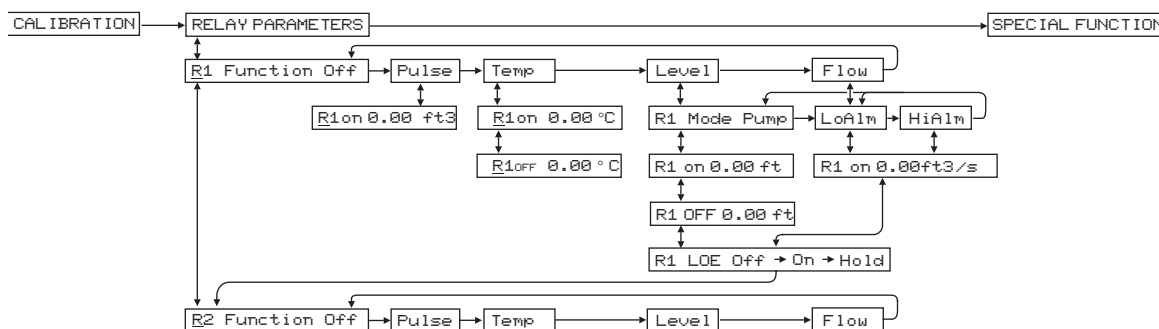 CALIBRATION RELAY PARAMETERS SPECIAL FUNCTION
R1 Function Off Pulse Temp Level Flow
R1on 0.00 ft3 R1on 0.00 °C R1 Mode Pump LoAlm HiAlm
R1OFF 0.00 °C R1 on 0.00 ft R1 on 0.00ft3/s
R1 OFF 0.00 ft
R1 LOE Off → On → Hold
R2 Function Off Pulse Temp Level Flow